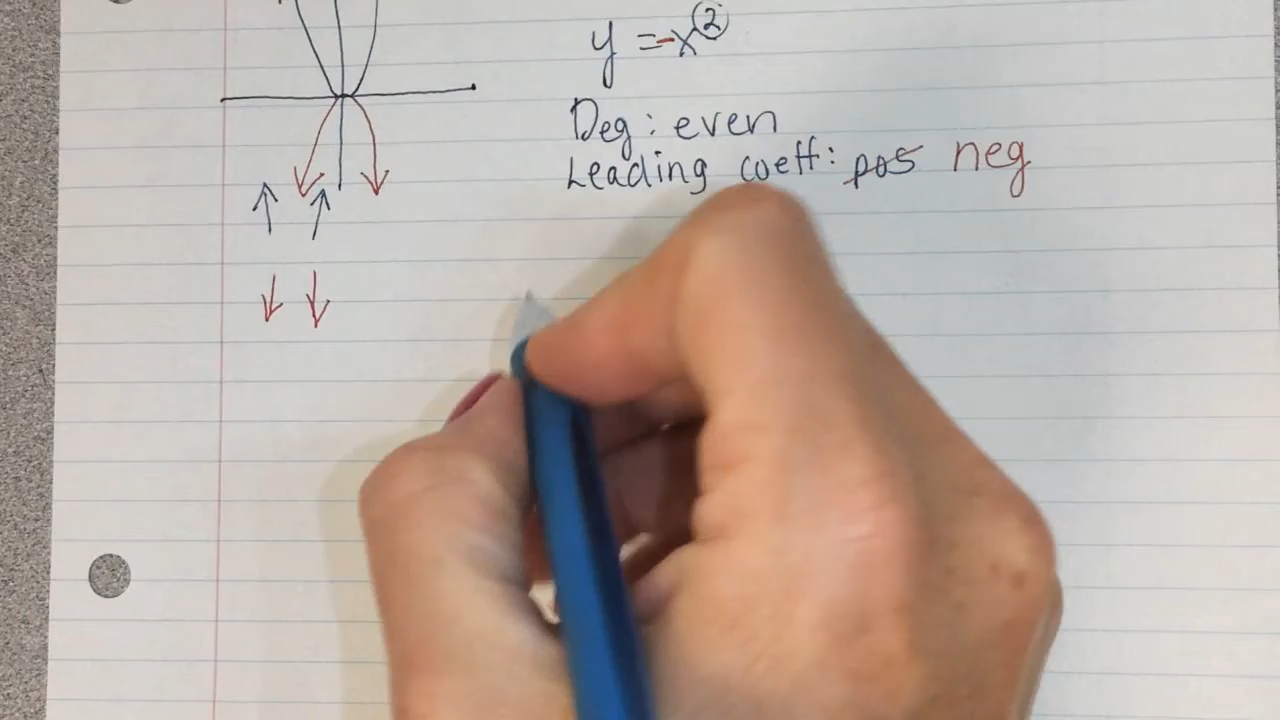 y = -x²
Deg: even
Leading coeff: pos neg